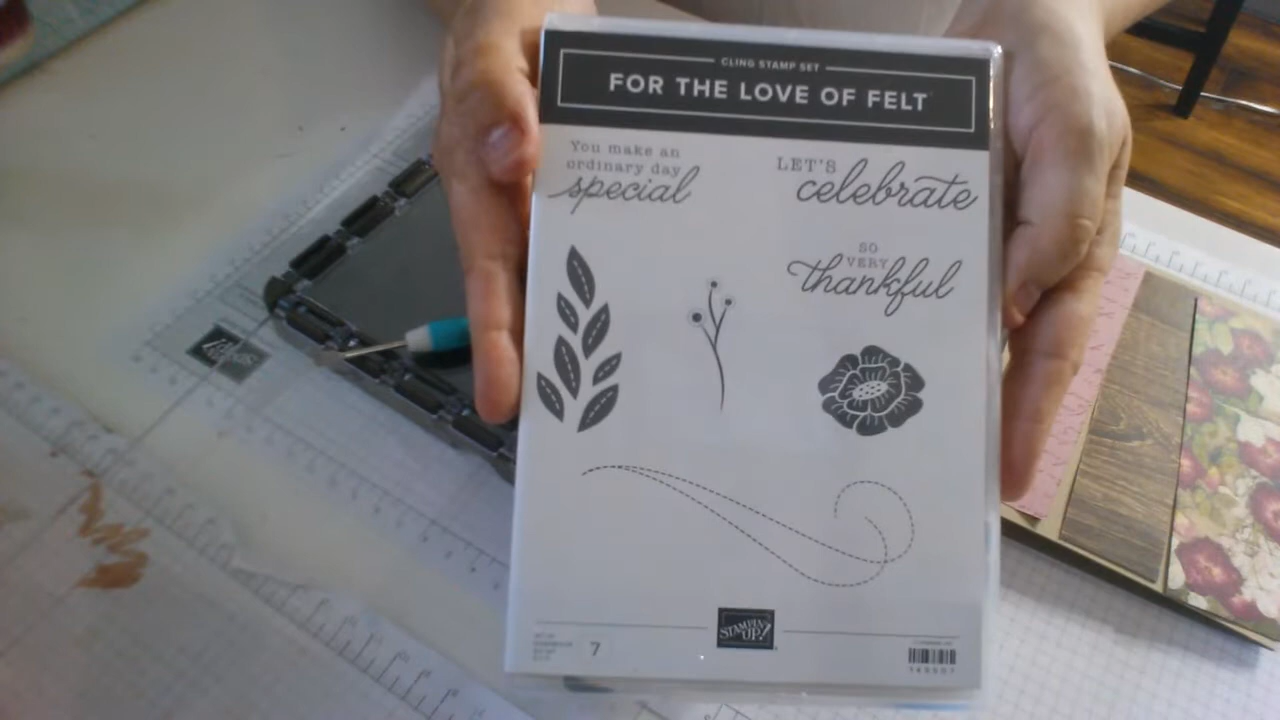 CLING STAMP SET
FOR THE LOVE OF FELT
You make an
ordinary day
special
LET'S
celebrate
SO
VERY
thankful
STAMPIN'
UP!
7